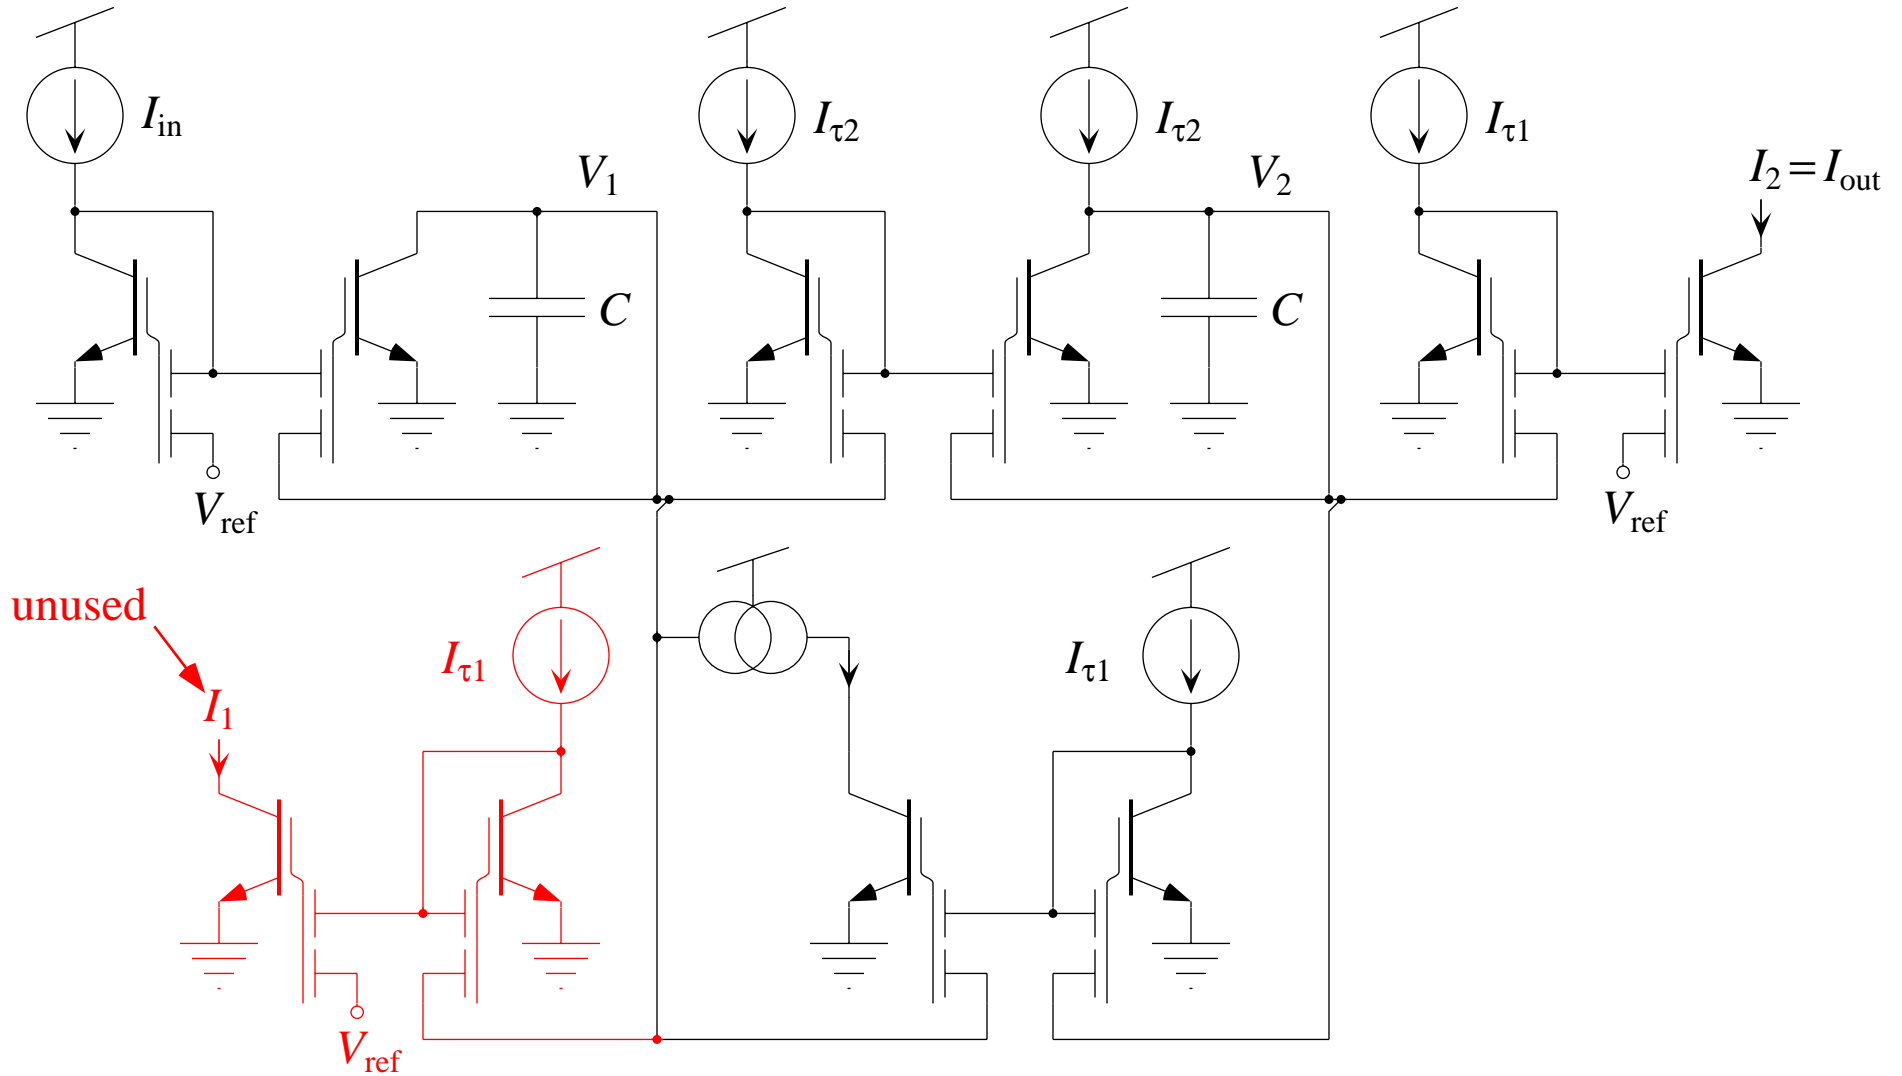 I_in
I_τ2
I_τ2
I_τ1
V_1
V_2
I_2 = I_out
C
C
V_ref
V_ref
unused
I_τ1
I_τ1
I_1
V_ref